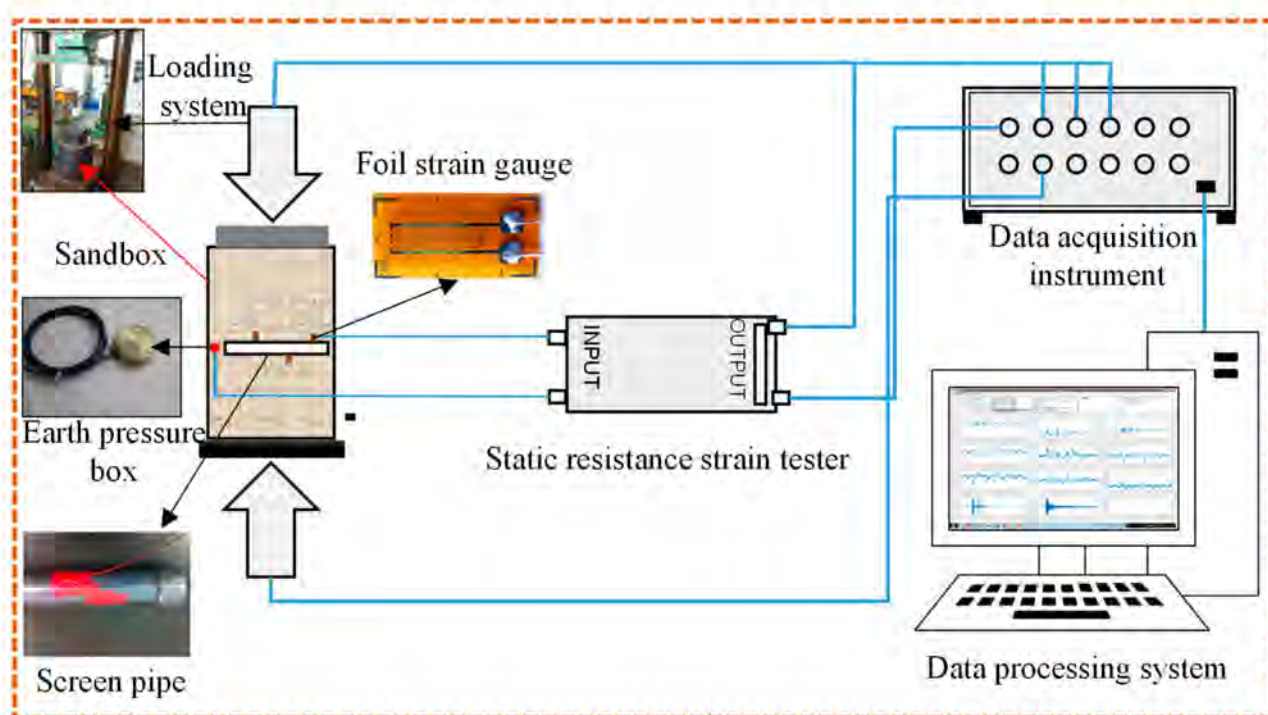 Loading
system
Foil strain gauge
Sandbox
Data acquisition
instrument
INPUT
OUTPUT
Earth pressure
box
Static resistance strain tester
Screen pipe
Data processing system